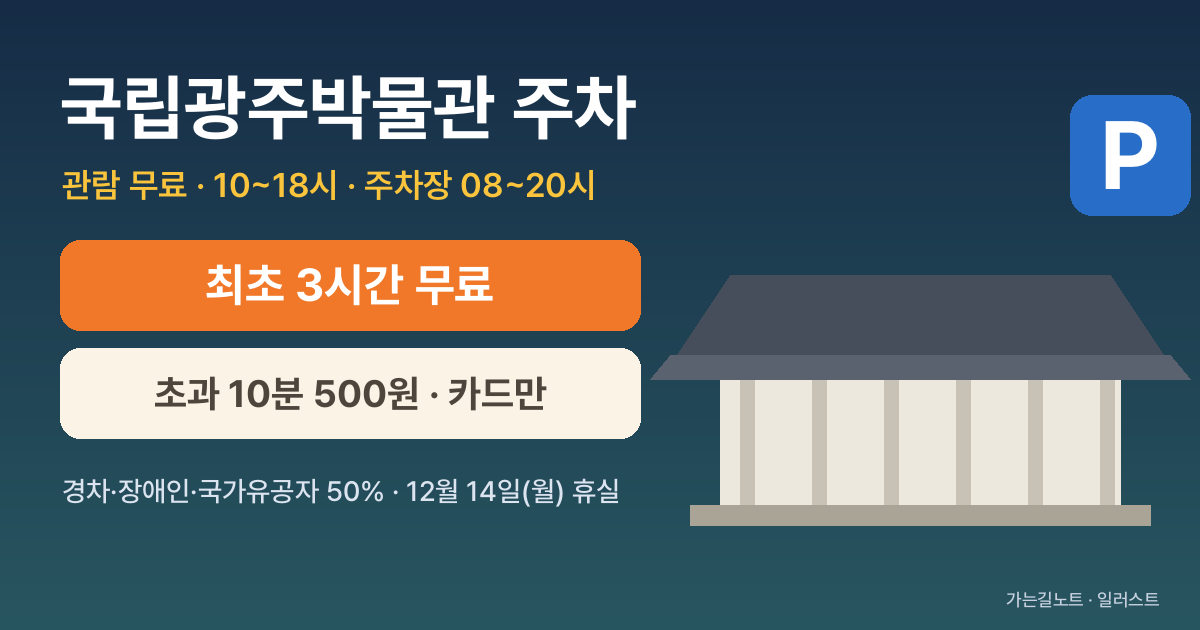 국립광주박물관 주차
관람 무료 · 10~18시 · 주차장 08~20시
최초 3시간 무료
초과 10분 500원 · 카드만
경차·장애인·국가유공자 50% · 12월 14일(월) 휴실
P
가는길노트 · 일러스트